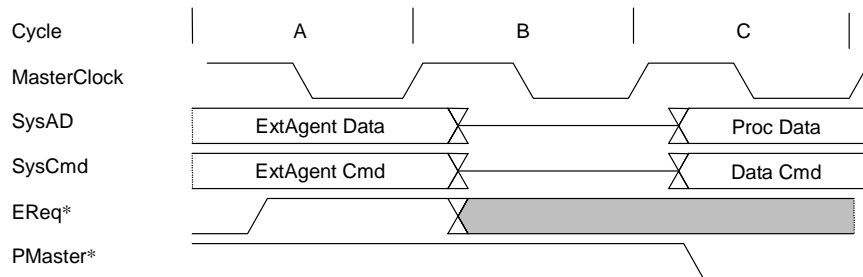 Cycle A B C
MasterClock
SysAD ExtAgent Data Proc Data
SysCmd ExtAgent Cmd Data Cmd
EReq*
PMaster*